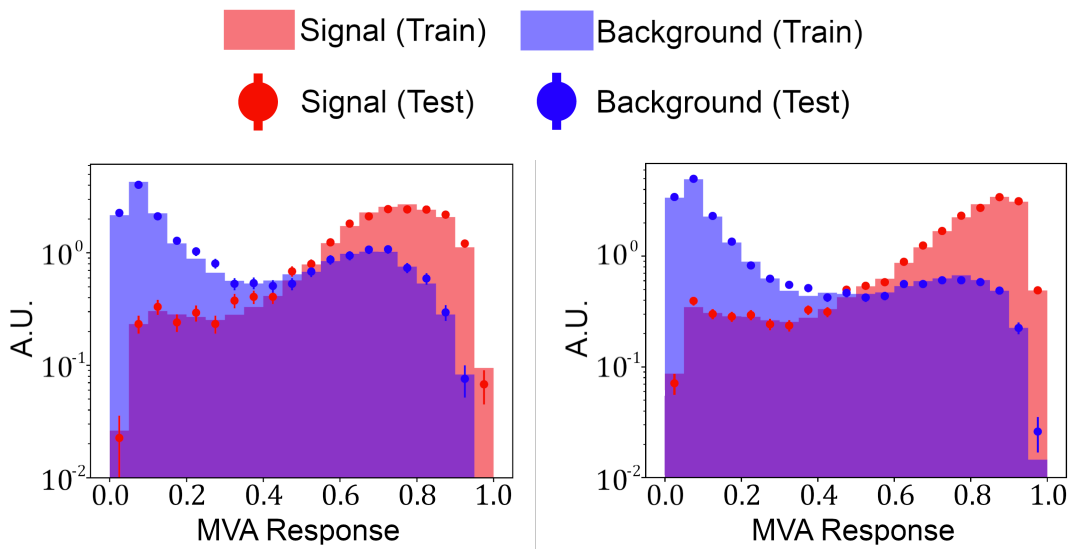 Signal (Train) Background (Train)
Signal (Test) Background (Test)
A.U.
10^0
10^-1
10^-2
0.0 0.2 0.4 0.6 0.8 1.0
MVA Response
A.U.
10^0
10^-1
10^-2
0.0 0.2 0.4 0.6 0.8 1.0
MVA Response